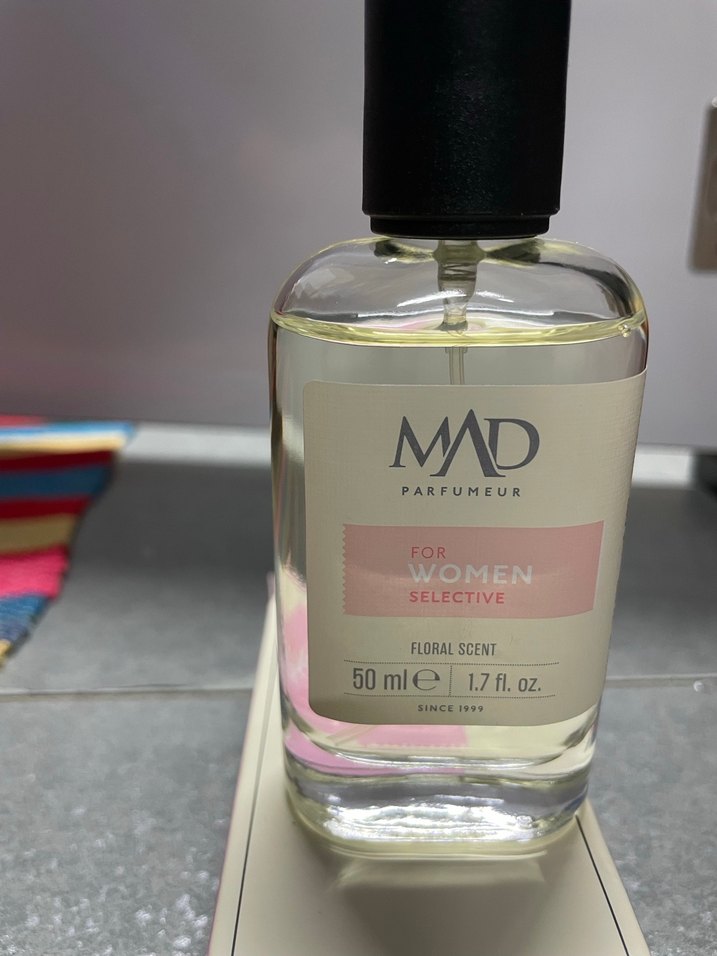 MAD
PARFUMEUR
FOR
WOMEN
SELECTIVE
FLORAL SCENT
50 ml ℮ 1.7 fl. oz.
SINCE 1999